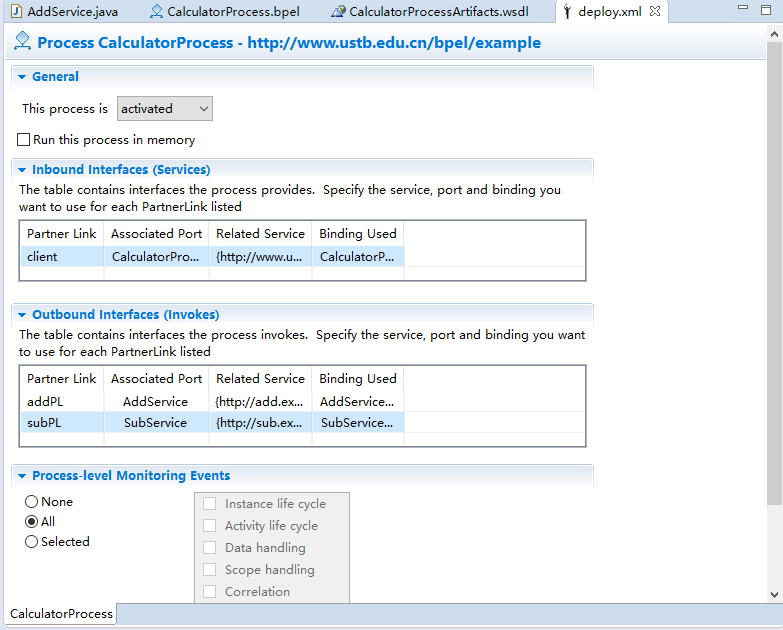 AddService.java CalculatorProcess.bpel CalculatorProcessArtifacts.wsdl deploy.xml
Process CalculatorProcess - http://www.ustb.edu.cn/bpel/example
General
This process is activated
Run this process in memory
Inbound Interfaces (Services)
The table contains interfaces the process provides. Specify the service, port and binding you
want to use for each PartnerLink listed
Partner Link Associated Port Related Service Binding Used
client CalculatorPro... {http://www.u... CalculatorP...
Outbound Interfaces (Invokes)
The table contains interfaces the process invokes. Specify the service, port and binding you want
to use for each PartnerLink listed
Partner Link Associated Port Related Service Binding Used
addPL AddService {http://add.ex... AddService...
subPL SubService {http://sub.ex... SubService...
Process-level Monitoring Events
None
All
Selected
Instance life cycle
Activity life cycle
Data handling
Scope handling
Correlation
CalculatorProcess